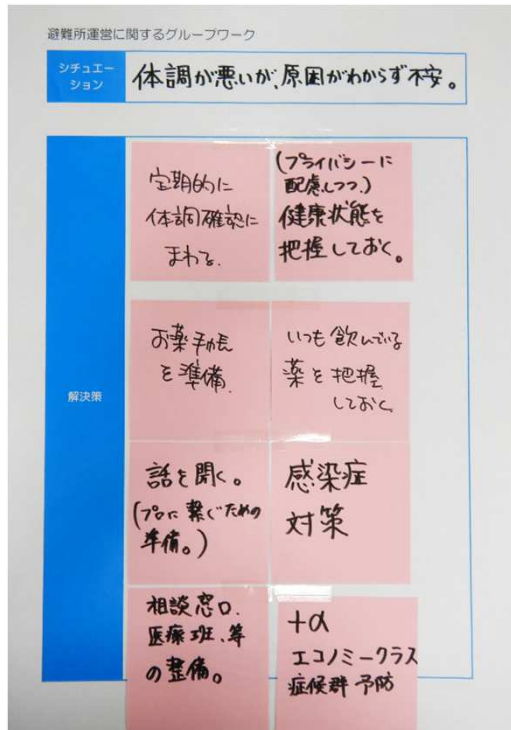 避難所運営に関するグループワーク
シチュエー
ション
体調が悪いが、原因がわからず不安。
解決策
定期的に
体調確認に
まわる.
(プライバシーに
配慮しつつ.)
健康状態を
把握しておく。
お薬手帳
を準備.
いつも飲んでいる
薬を把握
しておく
話を聞く。
(プロに繋ぐための
準備。)
感染症
対策
相談窓口.
医療班、等
の整備。
+α
エコノミークラス
症候群予防